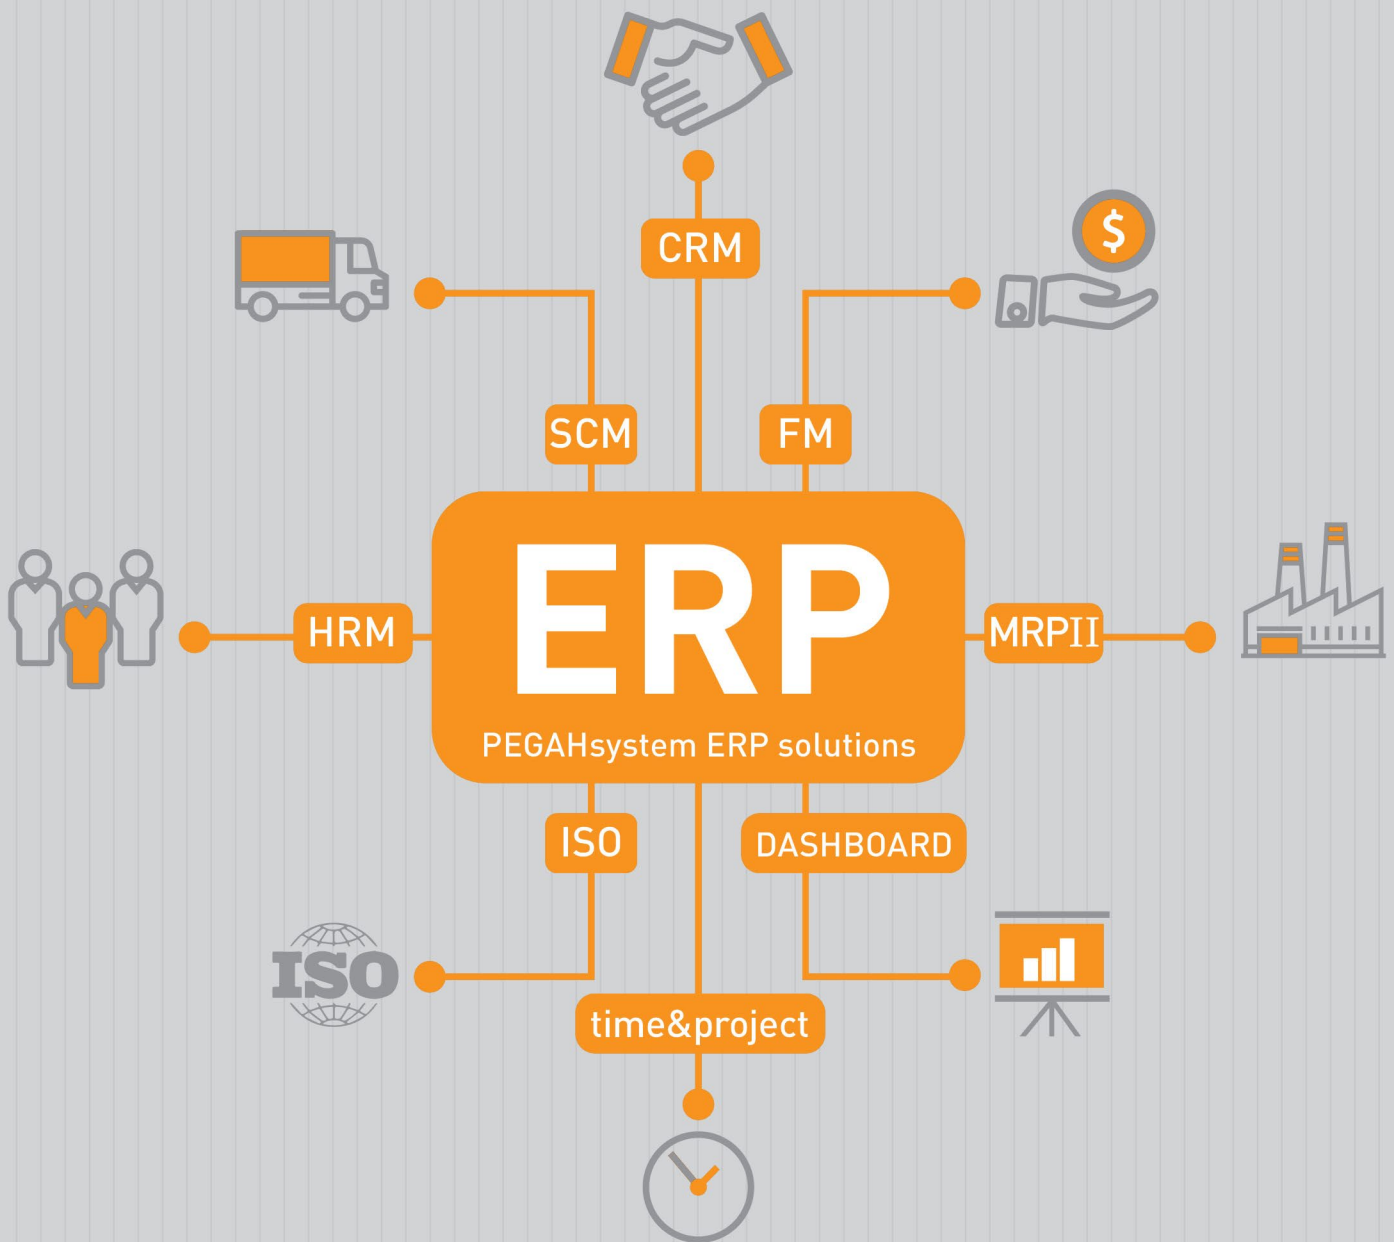 CRM
$
SCM
FM
ERP
HRM
MRPII
PEGAHsystem ERP solutions
ISO
DASHBOARD
ISO
time&project